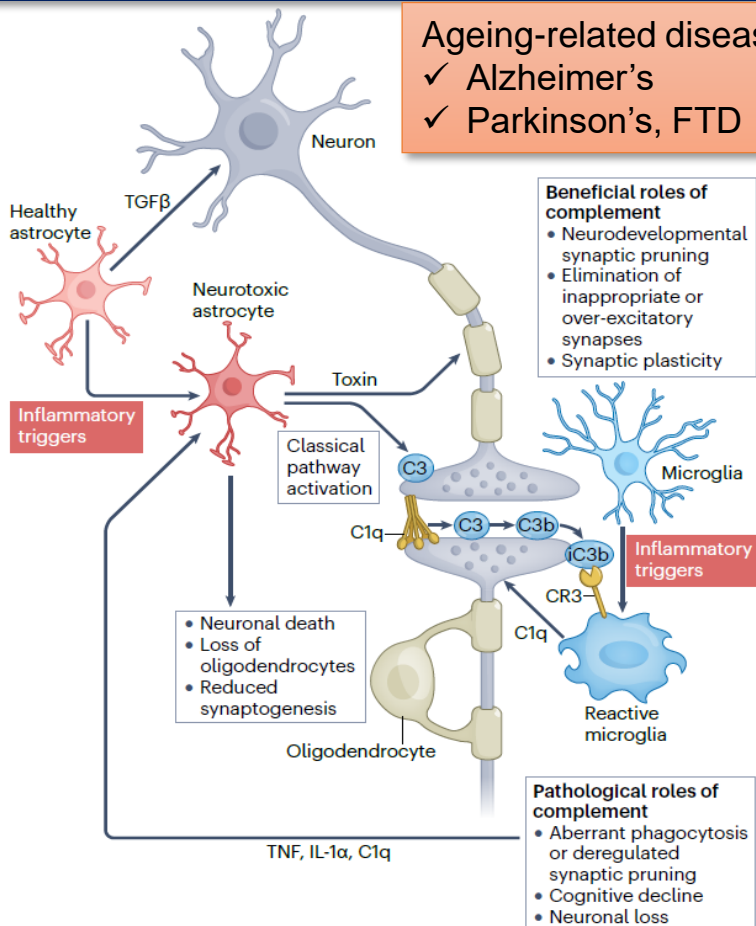 Ageing-related diseas
✓ Alzheimer's
✓ Parkinson's, FTD
Neuron
TGFβ
Healthy
astrocyte
Neurotoxic
astrocyte
Inflammatory
triggers
Toxin
Classical
pathway
activation
C3
C1q
C3
C3b
iC3b
CR3
C1q
Beneficial roles of
complement
• Neurodevelopmental
synaptic pruning
• Elimination of
inappropriate or
over-excitatory
synapses
• Synaptic plasticity
Microglia
Inflammatory
triggers
Reactive
microglia
• Neuronal death
• Loss of
oligodendrocytes
• Reduced
synaptogenesis
Oligodendrocyte
TNF, IL-1α, C1q
Pathological roles of
complement
• Aberrant phagocytosis
or deregulated
synaptic pruning
• Cognitive decline
• Neuronal loss